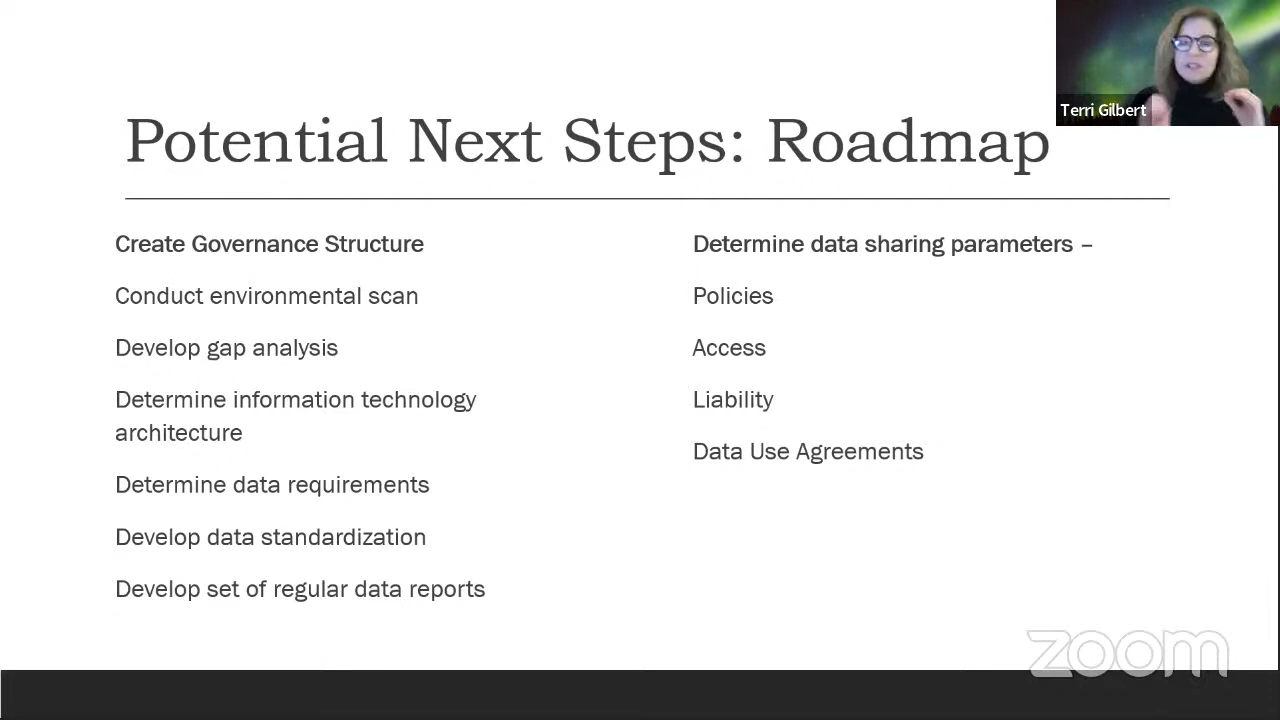 Terri Gilbert
Potential Next Steps: Roadmap
Create Governance Structure
Conduct environmental scan
Develop gap analysis
Determine information technology
architecture
Determine data requirements
Develop data standardization
Develop set of regular data reports
Determine data sharing parameters –
Policies
Access
Liability
Data Use Agreements
zoom